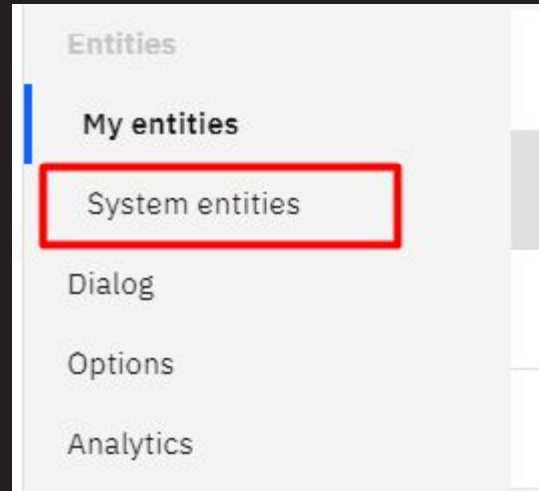 Entities
My entities
System entities
Dialog
Options
Analytics